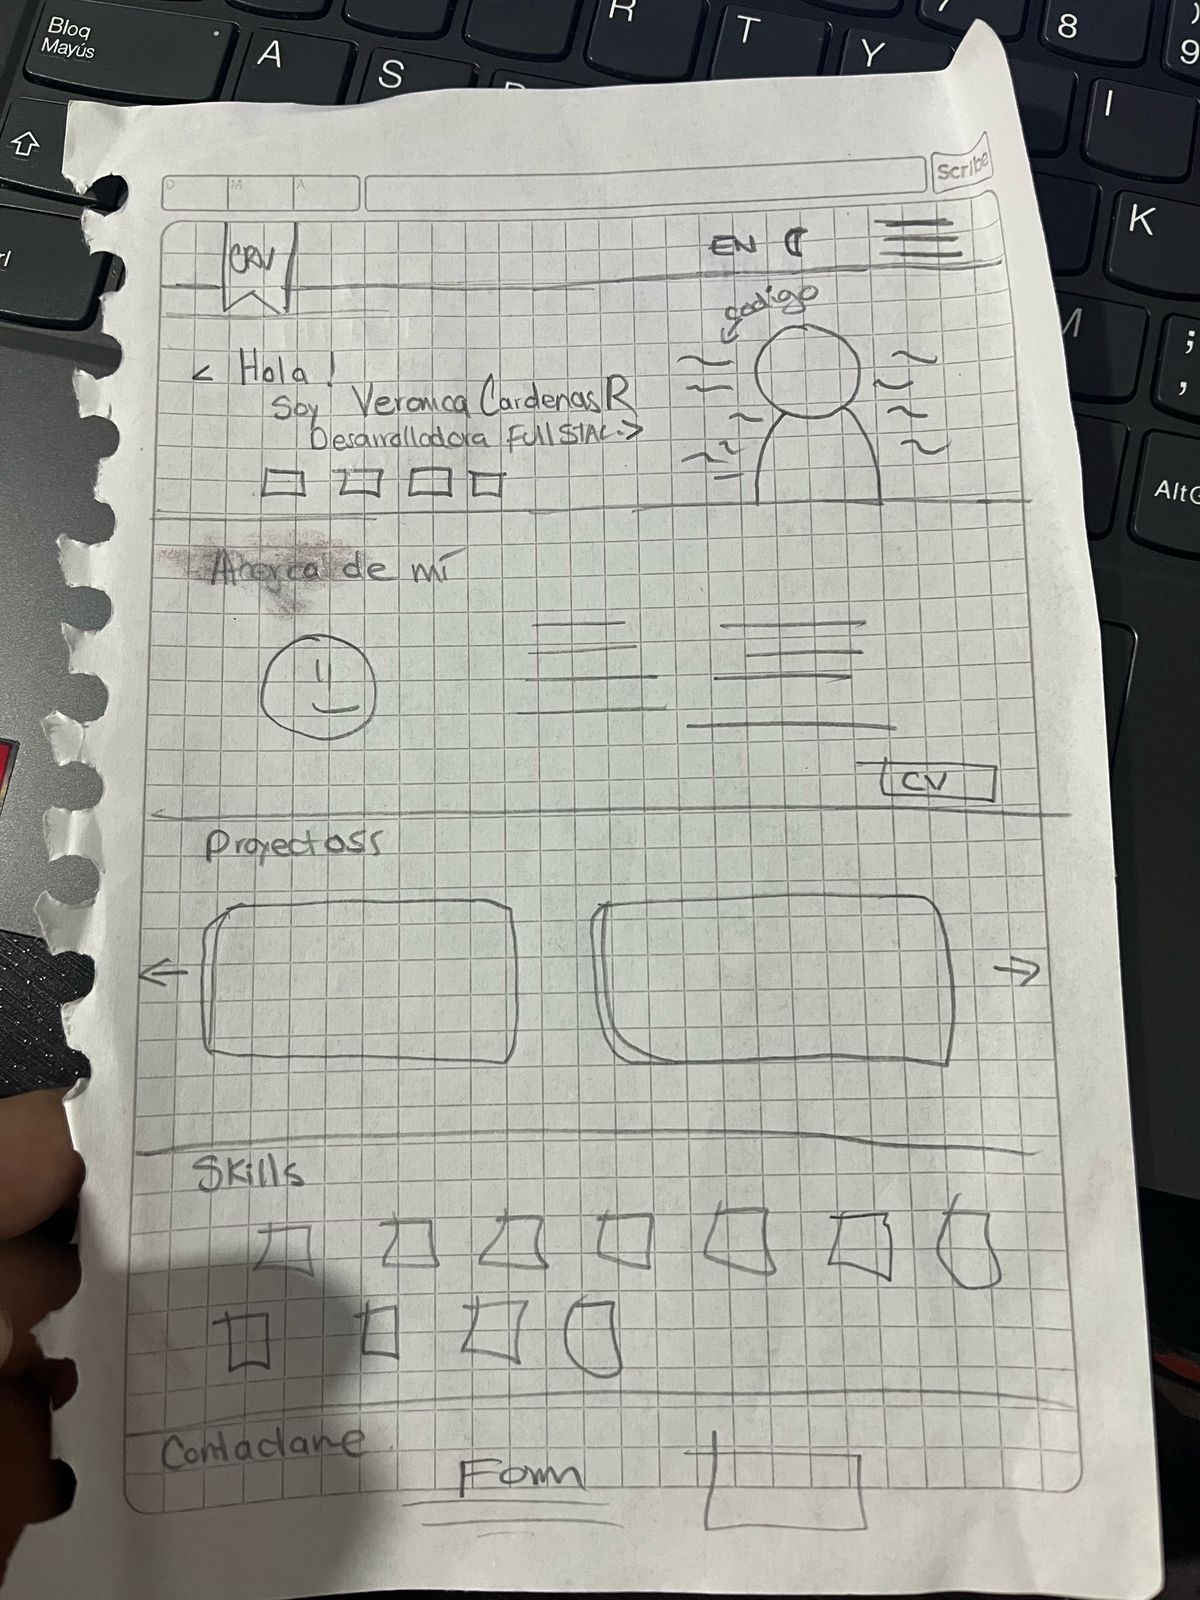 Bloq
Mayús
A
S
R
T
Y
8
9
I
K
M
;
,
AltG
D
M
A
Scribe
CRV
EN
codigo
< Hola !
Soy Veronica Cardenas R
Desarrolladora FullSTAC->
de mí
CV
Proyectoss
Skills
Contactame
Form